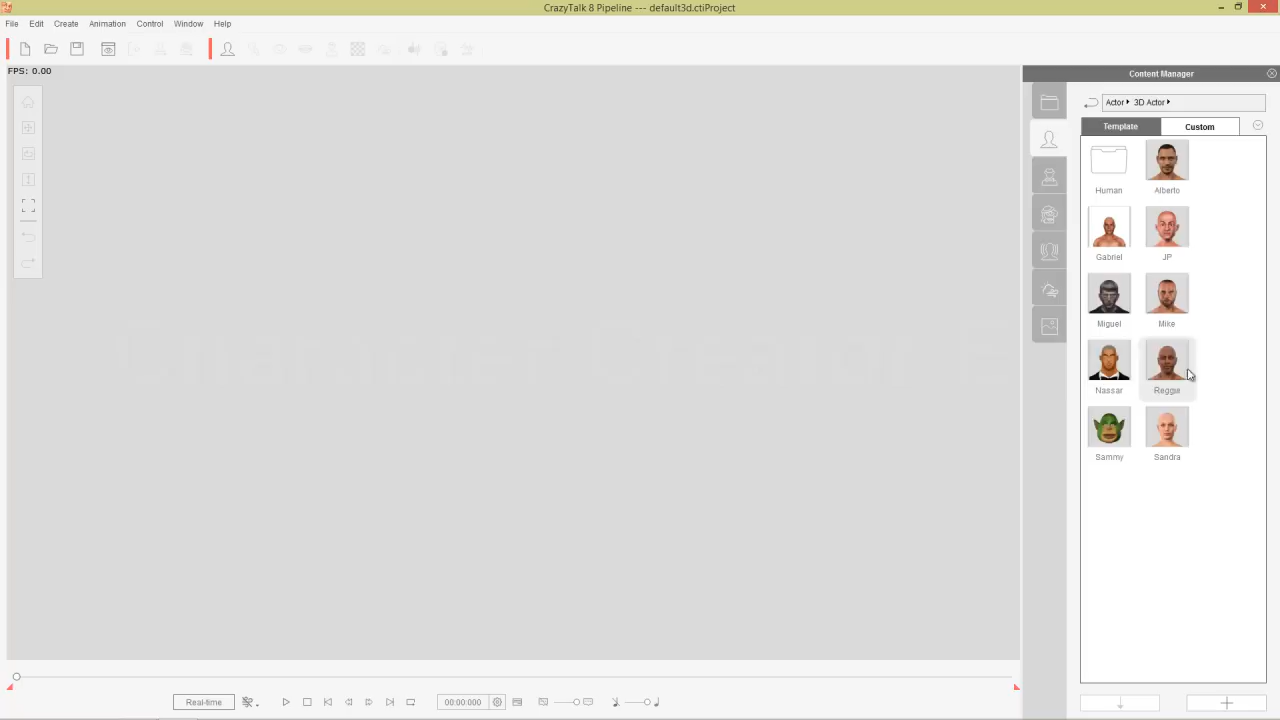 CrazyTalk 8 Pipeline --- default3d.ctiProject
File Edit Create Animation Control Window Help
FPS: 0.00
Content Manager
Actor 3D Actor
Template Custom
Human Alberto
Gabriel JP
Miguel Mike
Nassar Reggie
Sammy Sandra
Real-time
00:00:000